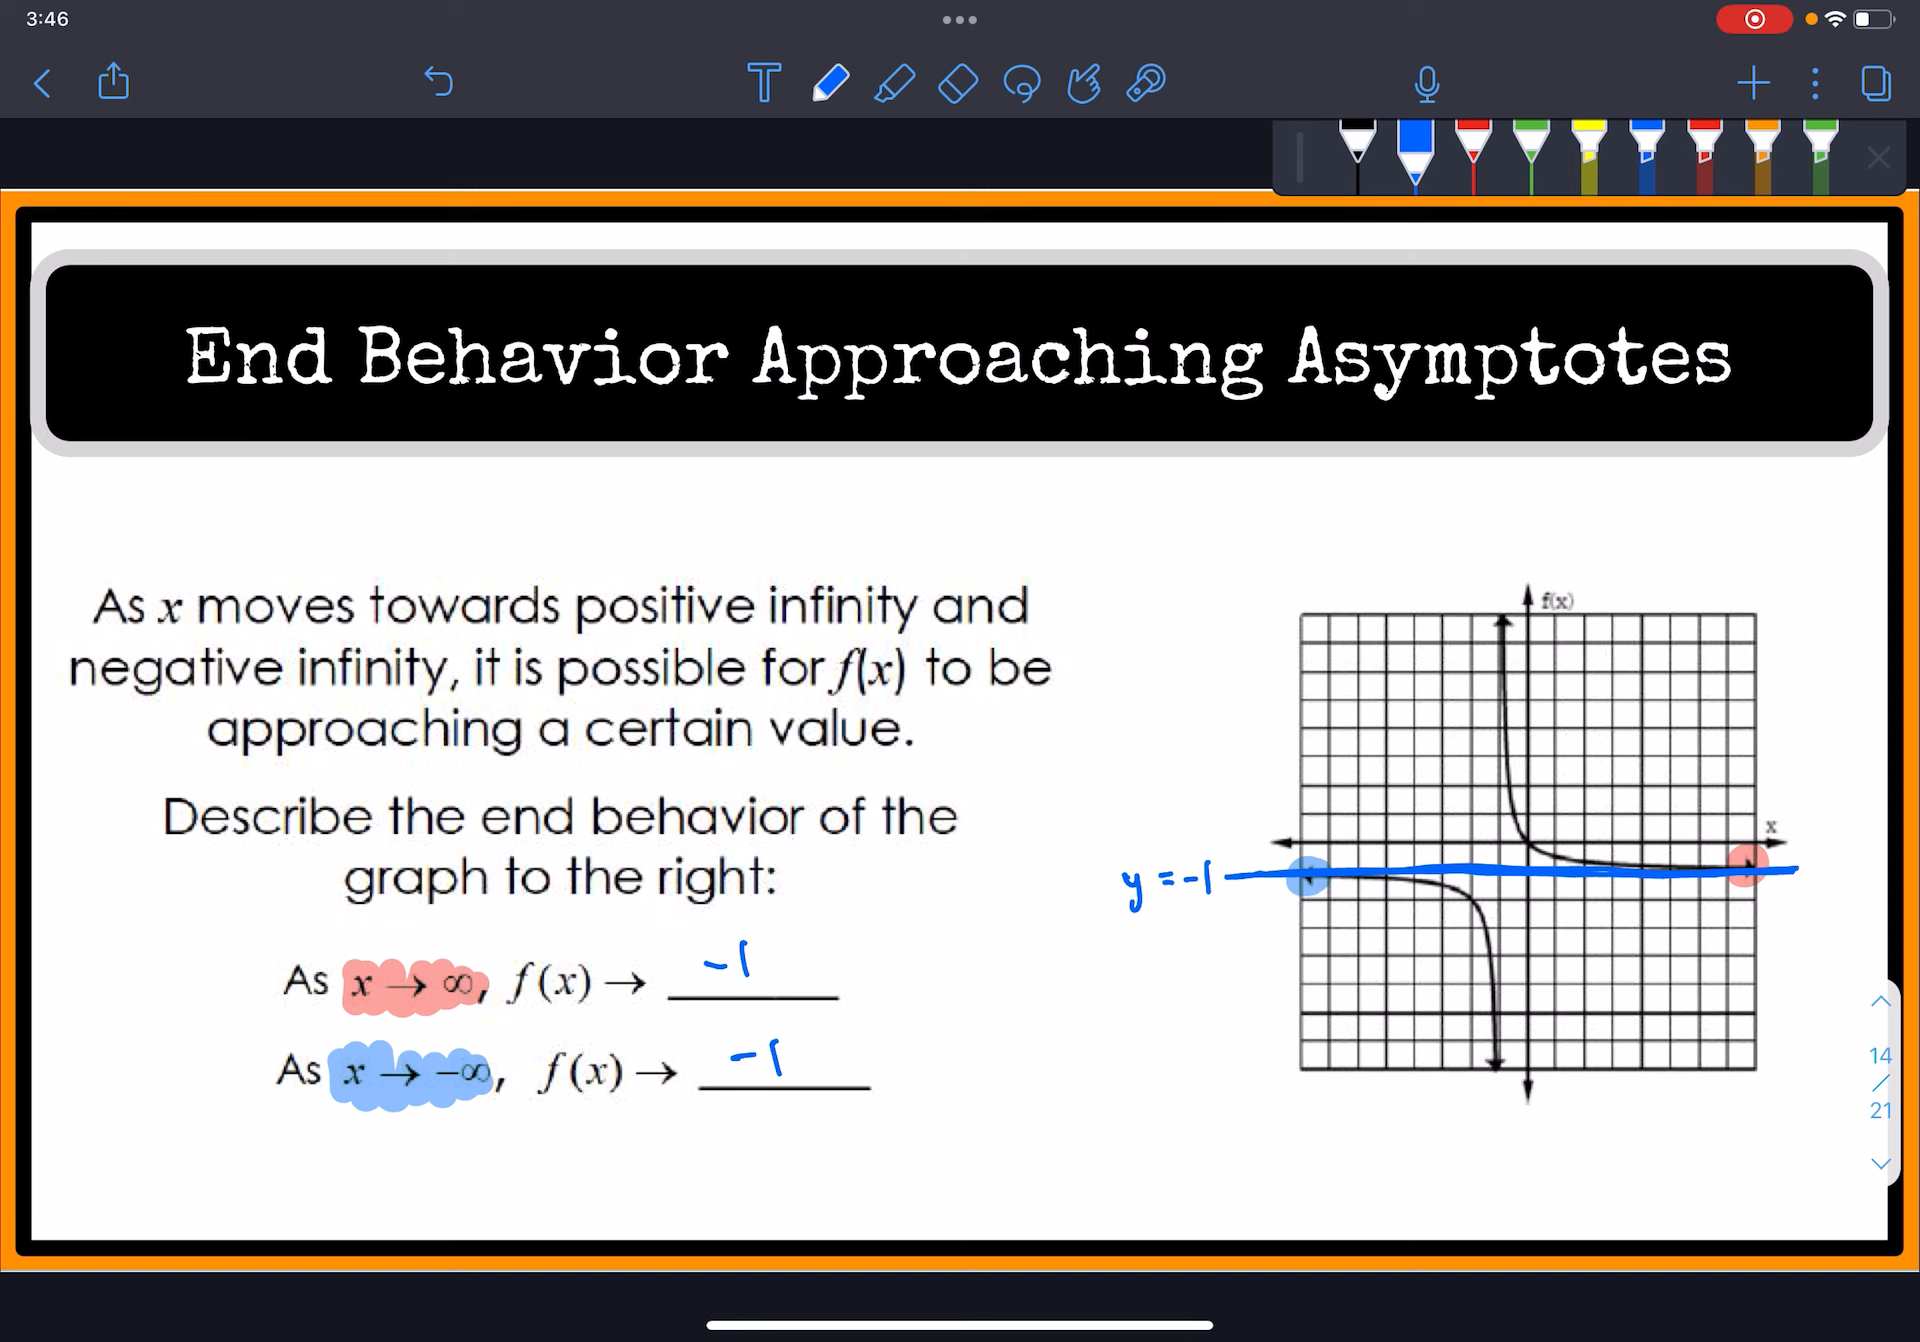 3:46
T
End Behavior Approaching Asymptotes
As x moves towards positive infinity and
negative infinity, it is possible for f(x) to be
approaching a certain value.
Describe the end behavior of the
graph to the right:
As x → ∞, f(x) → -1
As x → -∞, f(x) → -1
f(x)
x
y = -1
14
/
21